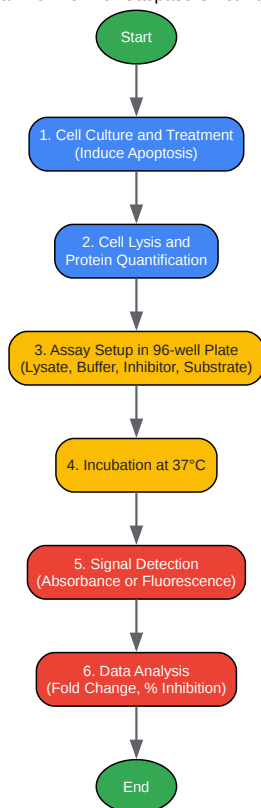 Start
1. Cell Culture and Treatment
(Induce Apoptosis)
2. Cell Lysis and
Protein Quantification
3. Assay Setup in 96-well Plate
(Lysate, Buffer, Inhibitor, Substrate)
4. Incubation at 37°C
5. Signal Detection
(Absorbance or Fluorescence)
6. Data Analysis
(Fold Change, % Inhibition)
End